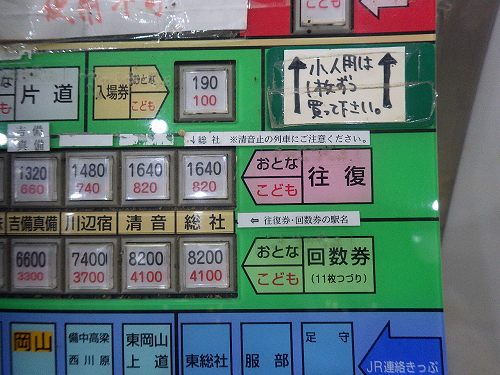 片道
入場券
おとな
こども
190
100
小人用は
1枚ずつ
買って下さい。
↓総社 ※清音止の列車にご注意ください。
1320
660
1480
740
1640
820
1640
820
おとな
こども
往復
吉備真備
川辺宿
清音
総社
⇦ 往復券・回数券の駅名
6600
3300
7400
3700
8200
4100
8200
4100
おとな
こども
回数券
(11枚つづり)
岡山
備中高梁
西川原
東岡山
上道
東総社
服部
足守
JR連絡きっぷ